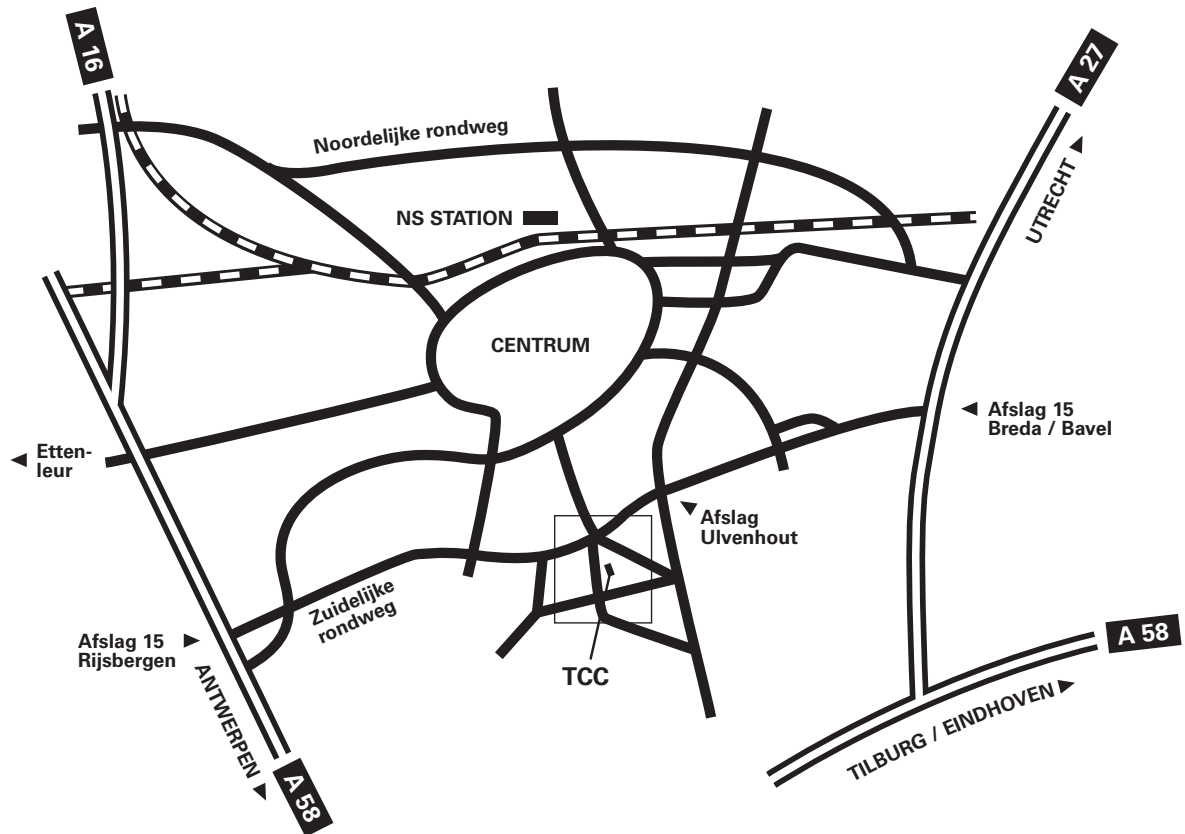 A 16
A 27
Noordelijke rondweg
UTRECHT
NS STATION
CENTRUM
Afslag 15
Breda / Bavel
Etten-
leur
Afslag
Ulvenhout
Zuidelijke
rondweg
Afslag 15
Rijsbergen
A 58
TCC
ANTWERPEN
TILBURG / EINDHOVEN
A 58